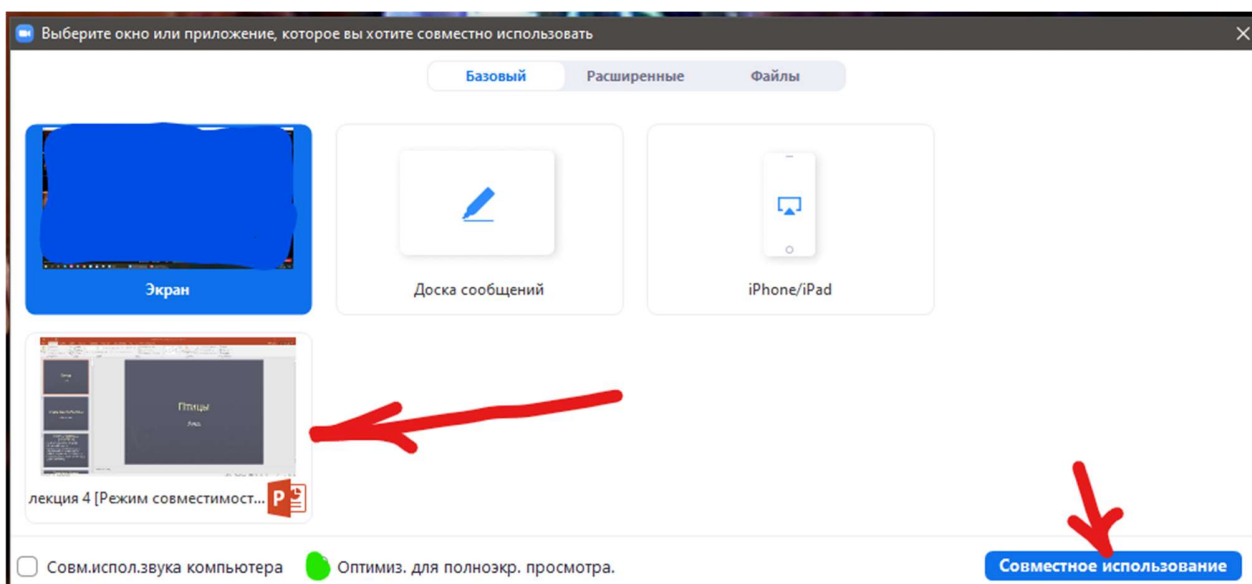 Выберите окно или приложение, которое вы хотите совместно использовать
Базовый Расширенные Файлы
Экран Доска сообщений iPhone/iPad
Птицы
лекция 4 [Режим совместимост...
Совм.испол.звука компьютера Оптимиз. для полноэкр. просмотра. Совместное использование